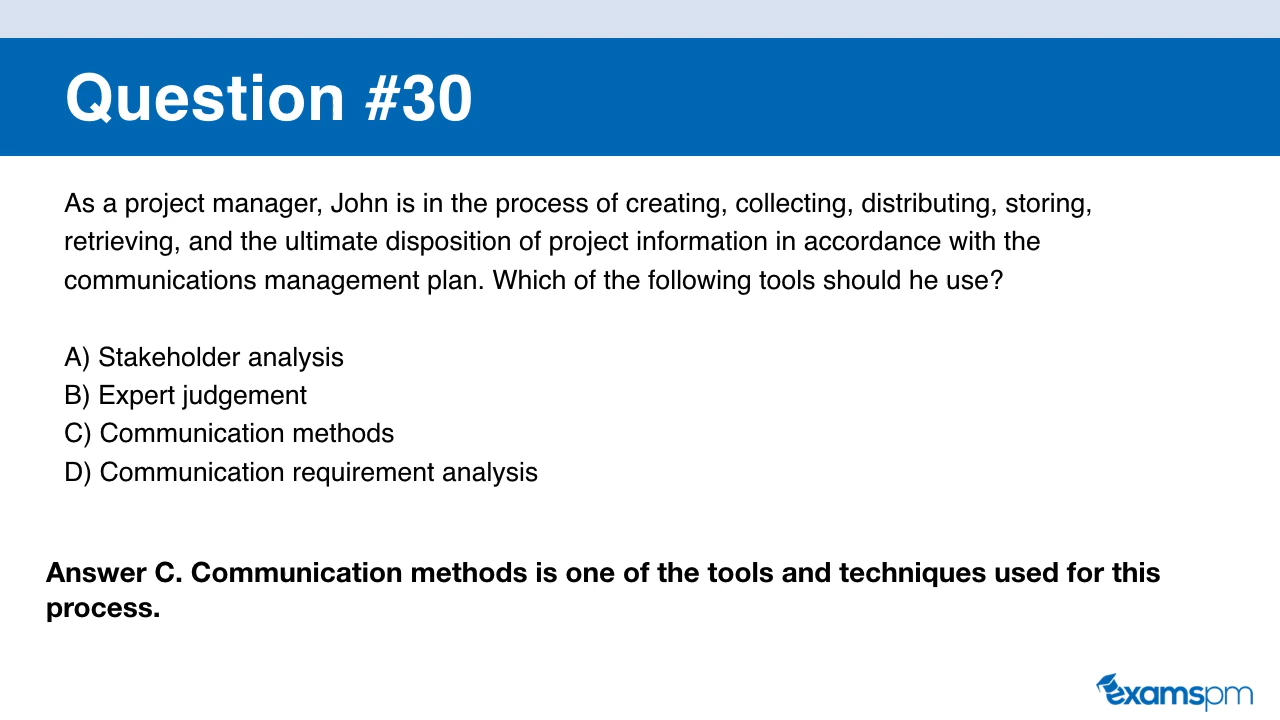 Question #30
As a project manager, John is in the process of creating, collecting, distributing, storing,
retrieving, and the ultimate disposition of project information in accordance with the
communications management plan. Which of the following tools should he use?
A) Stakeholder analysis
B) Expert judgement
C) Communication methods
D) Communication requirement analysis
Answer C. Communication methods is one of the tools and techniques used for this
process.
examspm